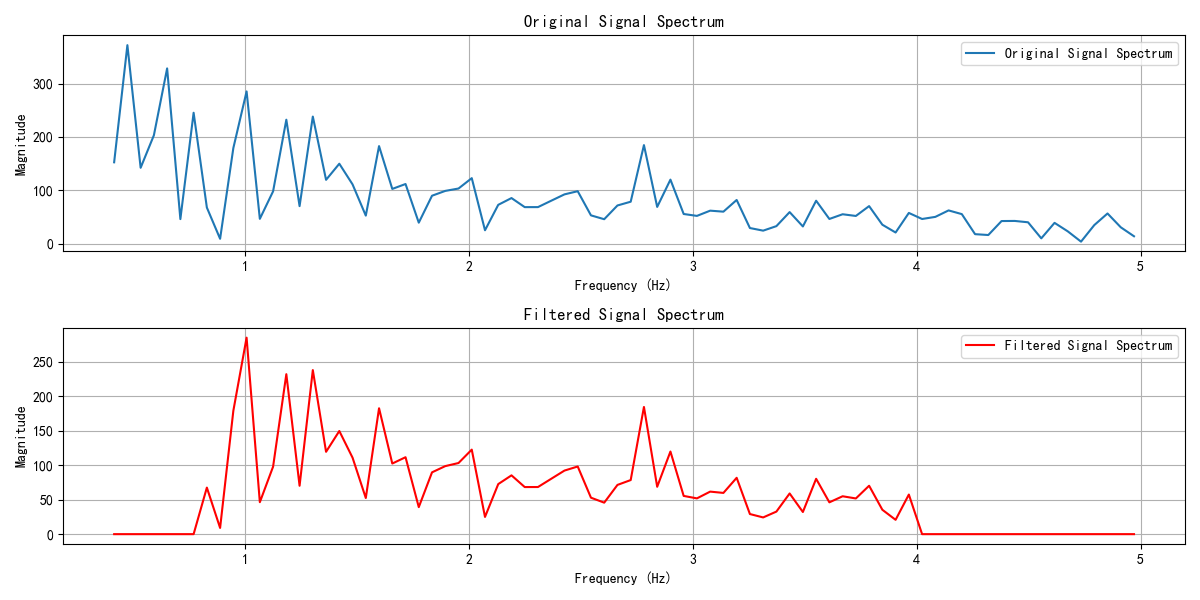 Original Signal Spectrum
Original Signal Spectrum
300
200
100
0
Magnitude
1 2 3 4 5
Frequency (Hz)
Filtered Signal Spectrum
Filtered Signal Spectrum
250
200
150
100
50
0
Magnitude
1 2 3 4 5
Frequency (Hz)